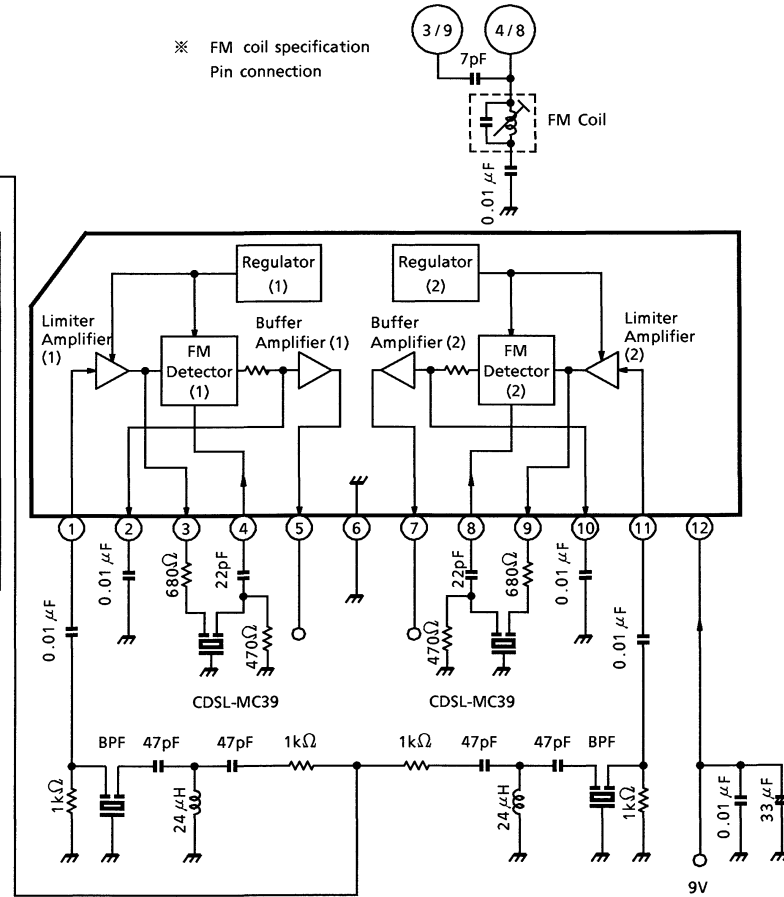 3/9
4/8
※ FM coil specification
Pin connection
7pF
FM Coil
0.01 μF
Regulator
(1)
Regulator
(2)
Limiter
Amplifier
(1)
Buffer
Amplifier (1)
Buffer
Amplifier (2)
Limiter
Amplifier
(2)
FM
Detector
(1)
FM
Detector
(2)
1
2
3
4
5
6
7
8
9
10
11
12
0.01 μF
0.01 μF
680Ω
22pF
470Ω
22pF
470Ω
680Ω
0.01 μF
0.01 μF
CDSL-MC39
CDSL-MC39
BPF
47pF
47pF
1kΩ
1kΩ
47pF
47pF
BPF
1kΩ
24μH
24μH
1kΩ
0.01 μF
33 μF
9V